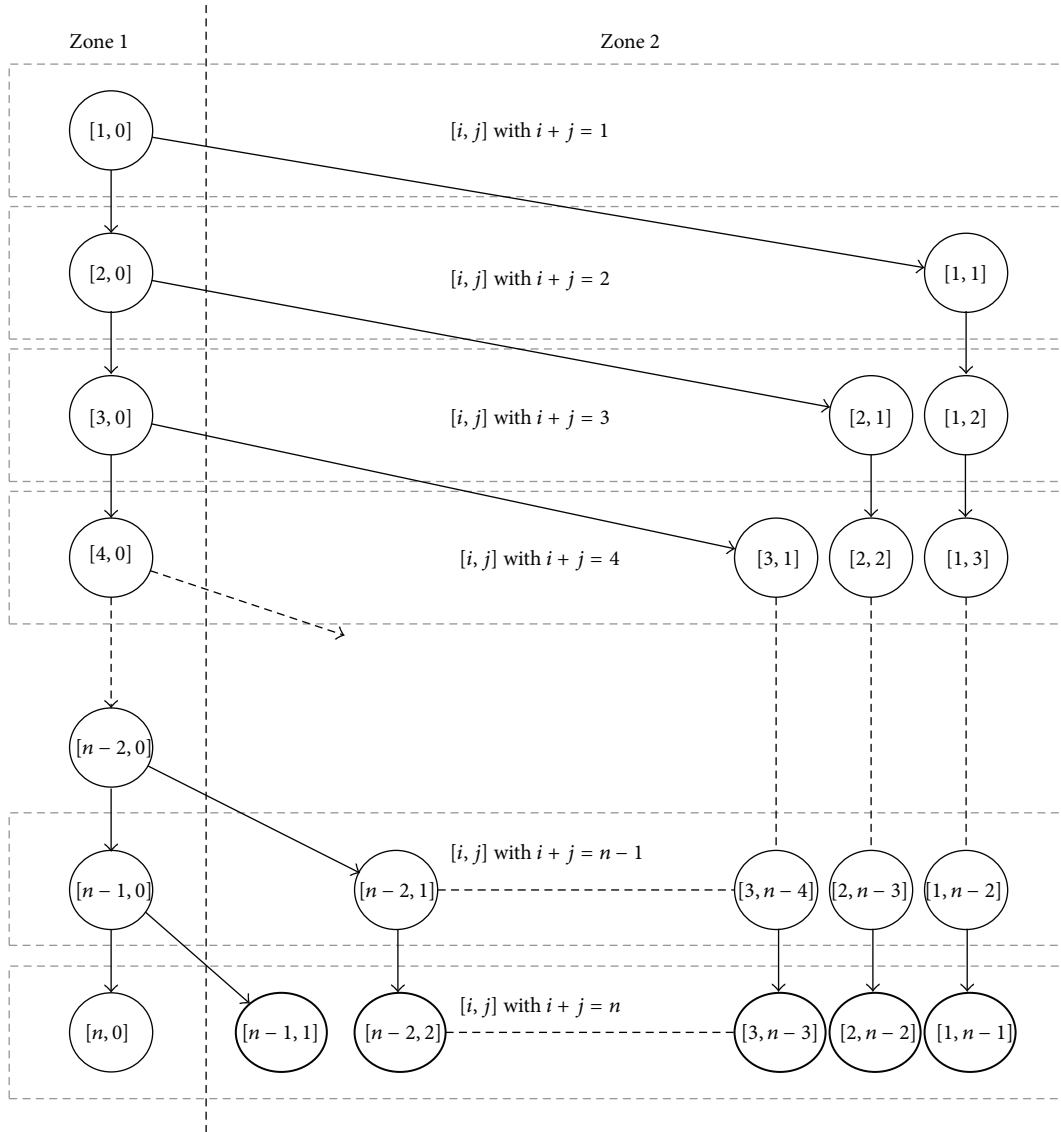 Zone 1 Zone 2
[1, 0] [i, j] with i + j = 1
[2, 0] [i, j] with i + j = 2 [1, 1]
[3, 0] [i, j] with i + j = 3 [2, 1] [1, 2]
[4, 0] [i, j] with i + j = 4 [3, 1] [2, 2] [1, 3]
[n − 2, 0]
[i, j] with i + j = n − 1
[n − 1, 0] [n − 2, 1] [3, n − 4] [2, n − 3] [1, n − 2]
[i, j] with i + j = n
[n, 0] [n − 1, 1] [n − 2, 2] [3, n − 3] [2, n − 2] [1, n − 1]